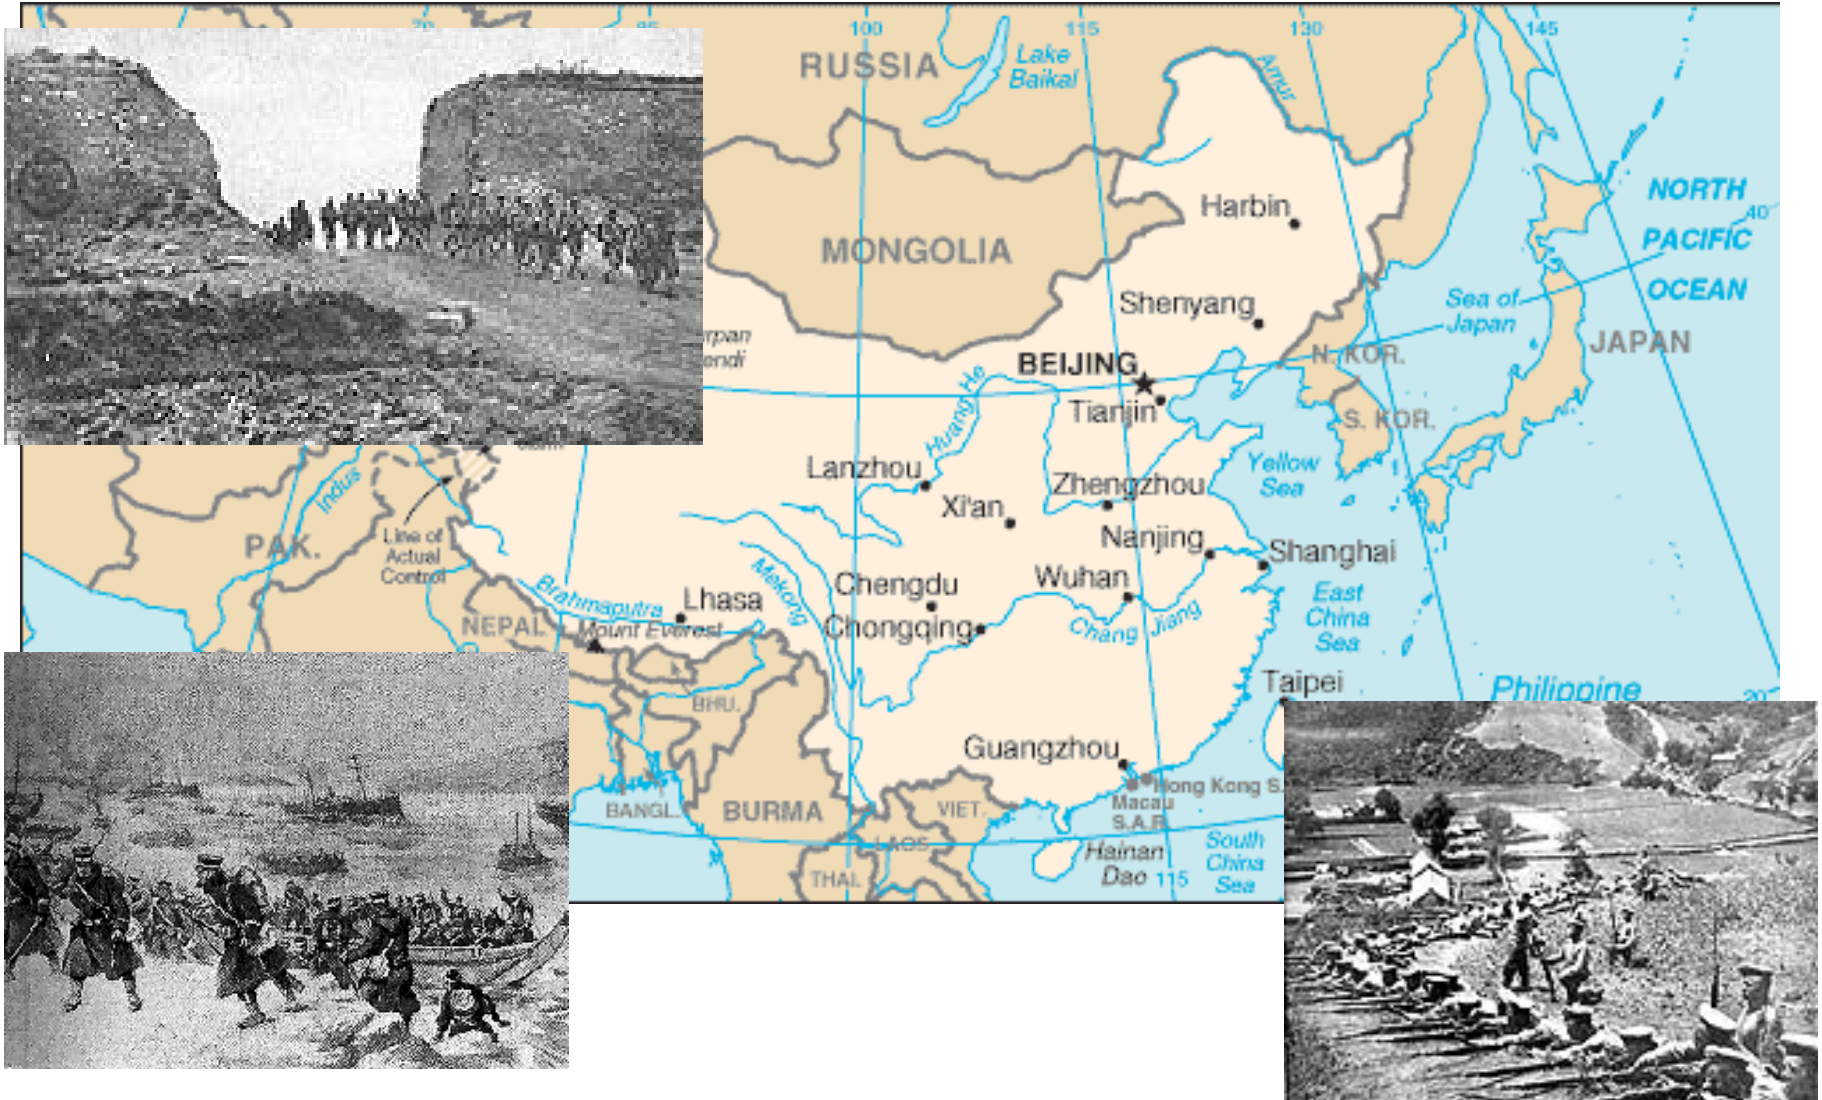 100
115
130
145
RUSSIA
Lake
Baikal
Amur
NORTH
PACIFIC
OCEAN
40
Harbin
MONGOLIA
Shenyang
Sea of
Japan
JAPAN
BEIJING
N. KOR.
Tianjin
S. KOR.
Huang He
Lanzhou
Yellow
Sea
Zhengzhou
Xi'an
Indus
PAK.
Line of
Actual
Control
Nanjing
Shanghai
Wuhan
Chengdu
Mekong
East
China
Sea
Brahmaputra
Lhasa
NEPAL
Mount Everest
Chongqing
Chang Jiang
Taipei
Philippine
BHU.
Guangzhou
Hong Kong S.
Macau
S.A.R.
BANGL.
BURMA
VIET.
LAOS
Hainan
Dao
115
South
China
Sea
THAI.